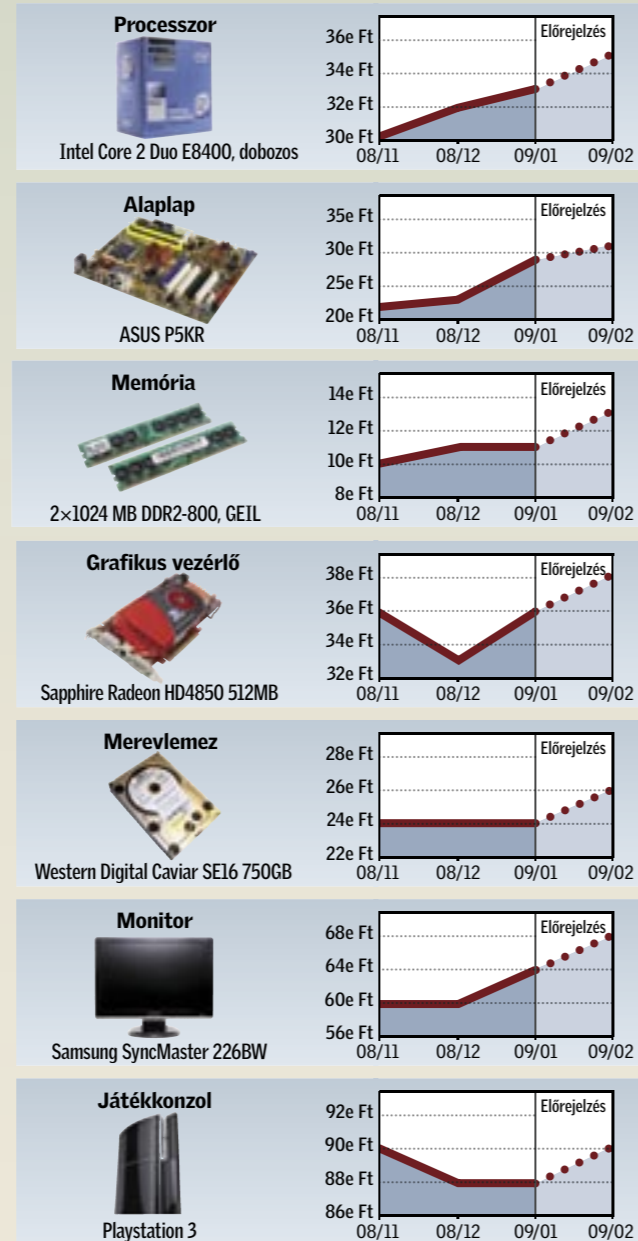 Processzor
Intel Core 2 Duo E8400, dobozos
36e Ft
34e Ft
32e Ft
30e Ft
Előrejelzés
08/11 08/12 09/01 09/02
Alaplap
ASUS P5KR
35e Ft
30e Ft
25e Ft
20e Ft
Előrejelzés
08/11 08/12 09/01 09/02
Memória
2×1024 MB DDR2-800, GEIL
14e Ft
12e Ft
10e Ft
8e Ft
Előrejelzés
08/11 08/12 09/01 09/02
Grafikus vezérlő
Sapphire Radeon HD4850 512MB
38e Ft
36e Ft
34e Ft
32e Ft
Előrejelzés
08/11 08/12 09/01 09/02
Merevlemez
Western Digital Caviar SE16 750GB
28e Ft
26e Ft
24e Ft
22e Ft
Előrejelzés
08/11 08/12 09/01 09/02
Monitor
Samsung SyncMaster 226BW
68e Ft
64e Ft
60e Ft
56e Ft
Előrejelzés
08/11 08/12 09/01 09/02
Játékkonzol
Playstation 3
92e Ft
90e Ft
88e Ft
86e Ft
Előrejelzés
08/11 08/12 09/01 09/02